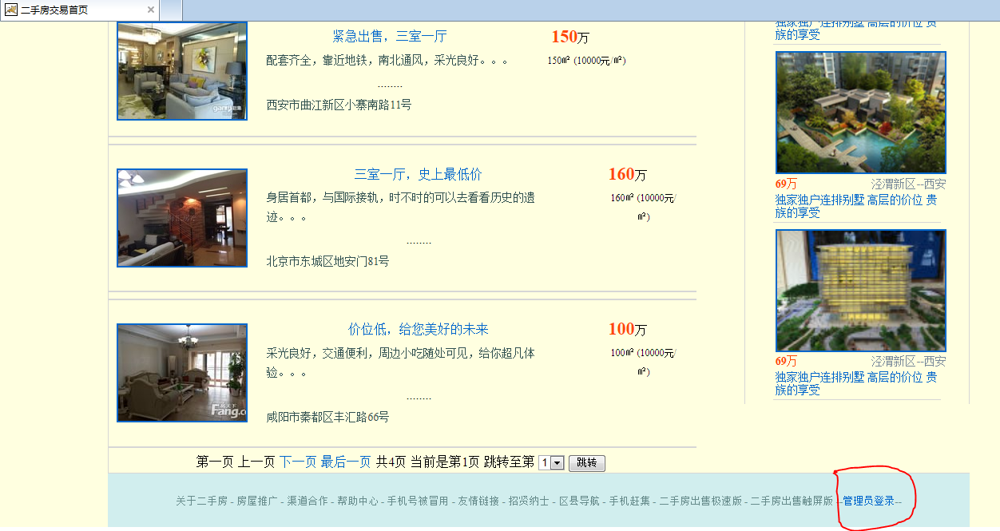 二手房交易首页
紧急出售，三室一厅
150万
配套齐全，靠近地铁，南北通风，采光良好。。。
150㎡ (10000元/㎡)
........
西安市曲江新区小寨南路11号
三室一厅，史上最低价
160万
身居首都，与国际接轨，时不时的可以去看看历史的遗
迹。。。
160㎡ (10000元/
㎡)
........
北京市东城区地安门81号
价位低，给您美好的未来
100万
采光良好，交通便利，周边小吃随处可见，给你超凡体
验。。。
100㎡ (10000元/
㎡)
........
咸阳市秦都区丰汇路66号
Fang.c
独家独户连排别墅 高层的价位 贵
族的享受
69万
泾渭新区--西安
独家独户连排别墅 高层的价位 贵
族的享受
69万
泾渭新区--西安
独家独户连排别墅 高层的价位 贵
族的享受
第一页 上一页 下一页 最后一页 共4页 当前是第1页 跳转至第 1 跳转
关于二手房 - 房屋推广 - 渠道合作 - 帮助中心 - 手机号被冒用 - 友情链接 - 招贤纳士 - 区县导航 - 手机赶集 - 二手房出售极速版 - 二手房出售触屏版 --管理员登录--